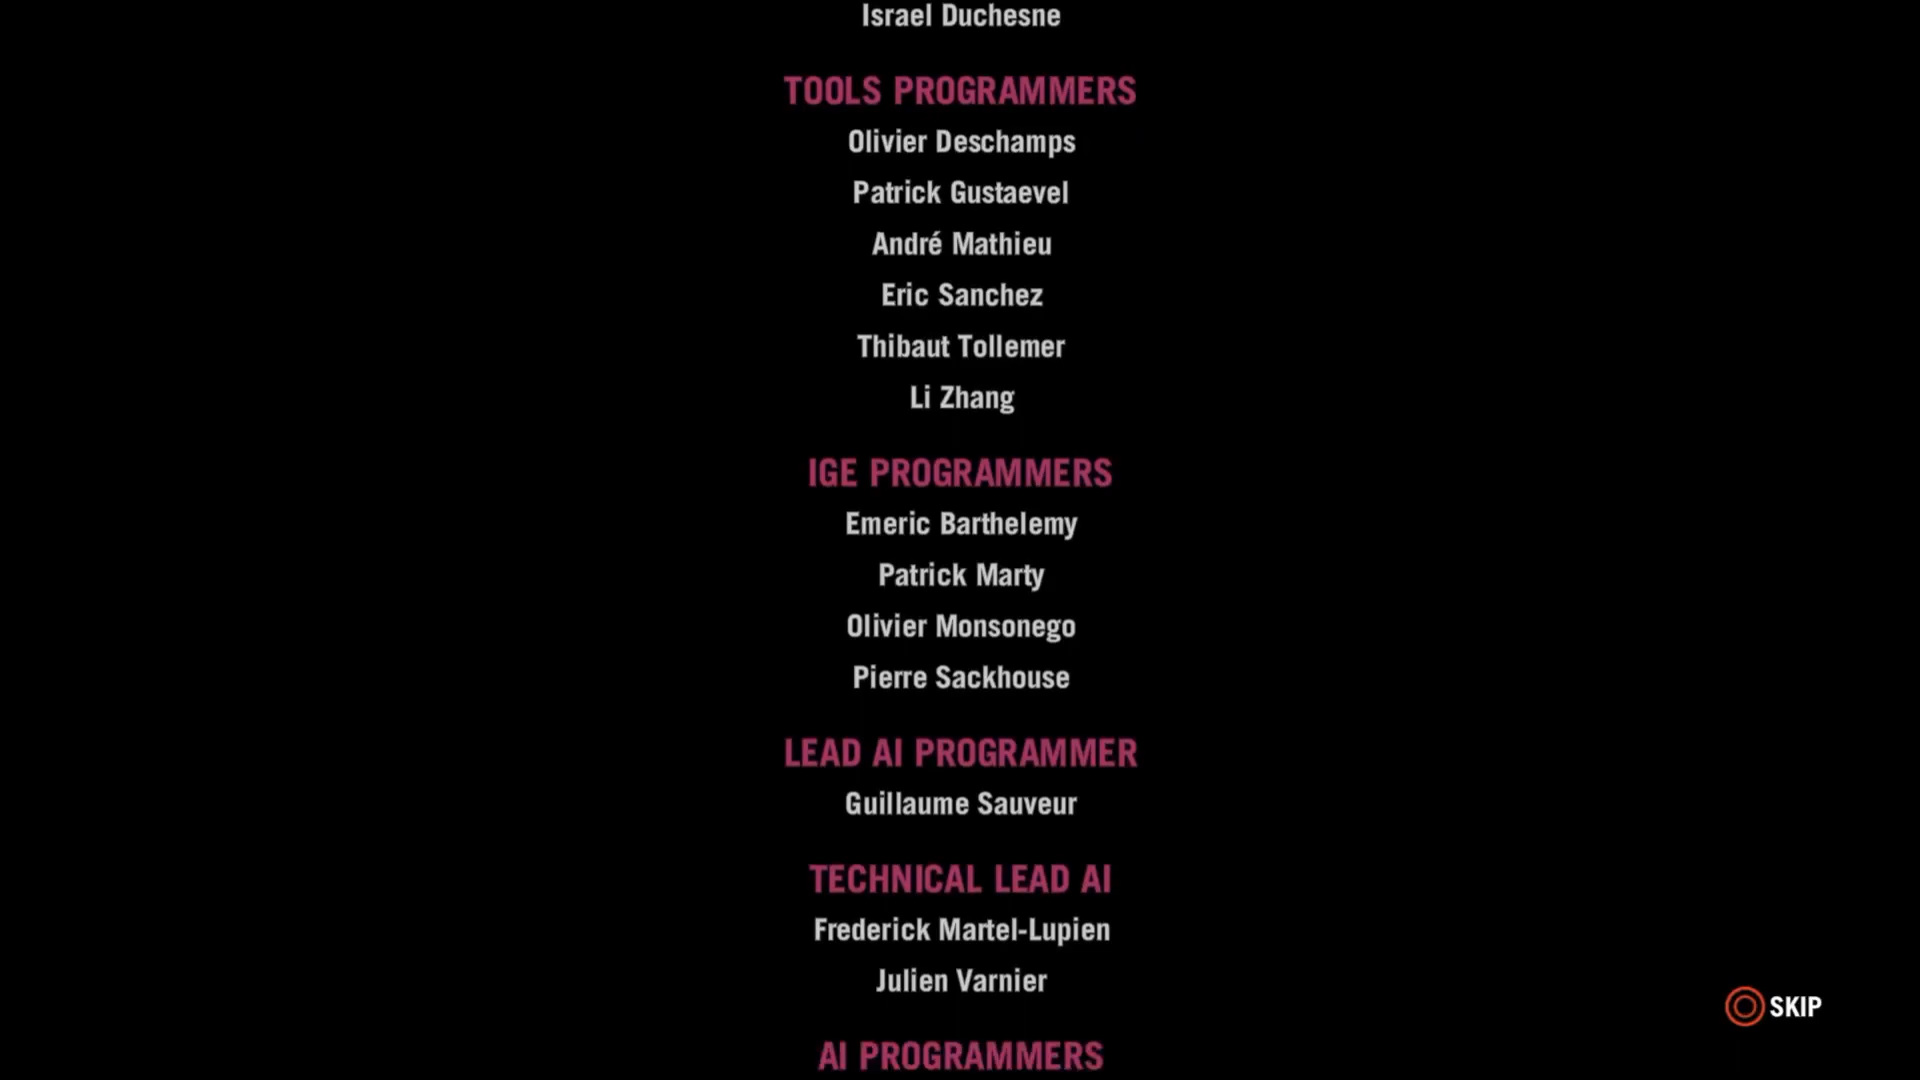 Israel Duchesne
TOOLS PROGRAMMERS
Olivier Deschamps
Patrick Gustaevel
André Mathieu
Eric Sanchez
Thibaut Tollemer
Li Zhang
IGE PROGRAMMERS
Emeric Barthelemy
Patrick Marty
Olivier Monsonego
Pierre Sackhouse
LEAD AI PROGRAMMER
Guillaume Sauveur
TECHNICAL LEAD AI
Frederick Martel-Lupien
Julien Varnier
SKIP
AI PROGRAMMERS